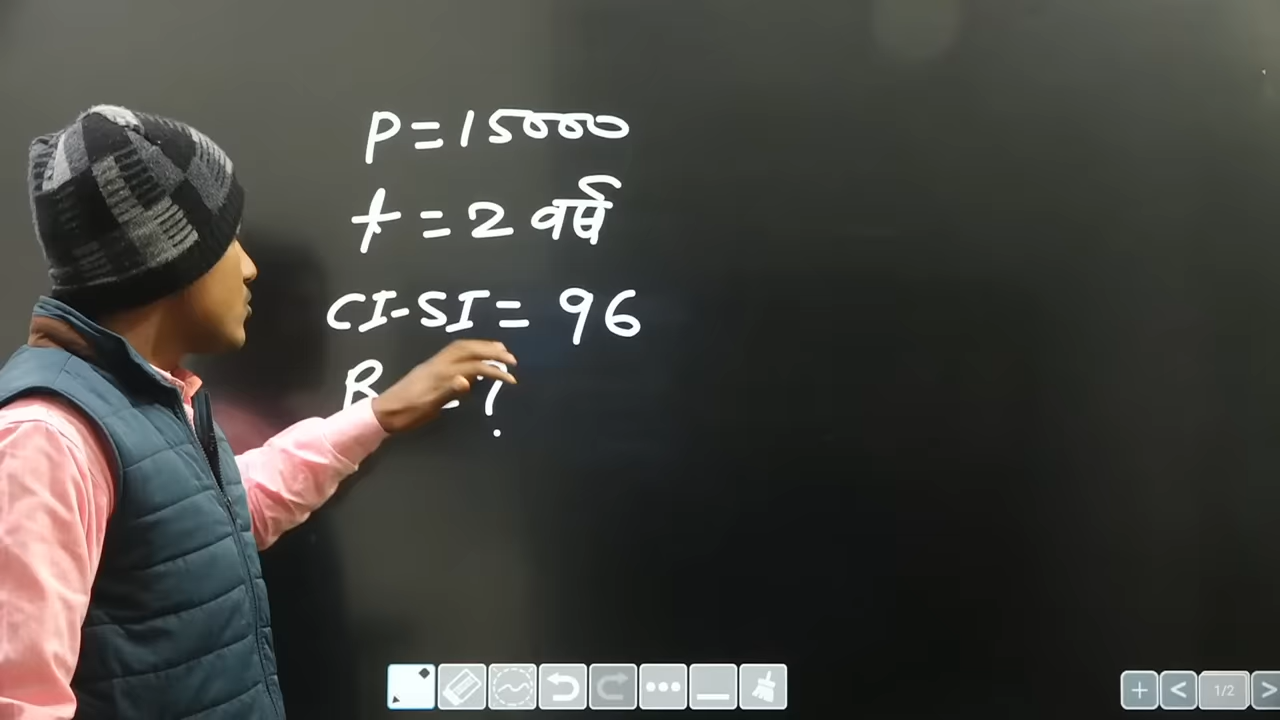 P = 15000
t = 2 वर्ष
CI-SI = 96
R = ?
1/2